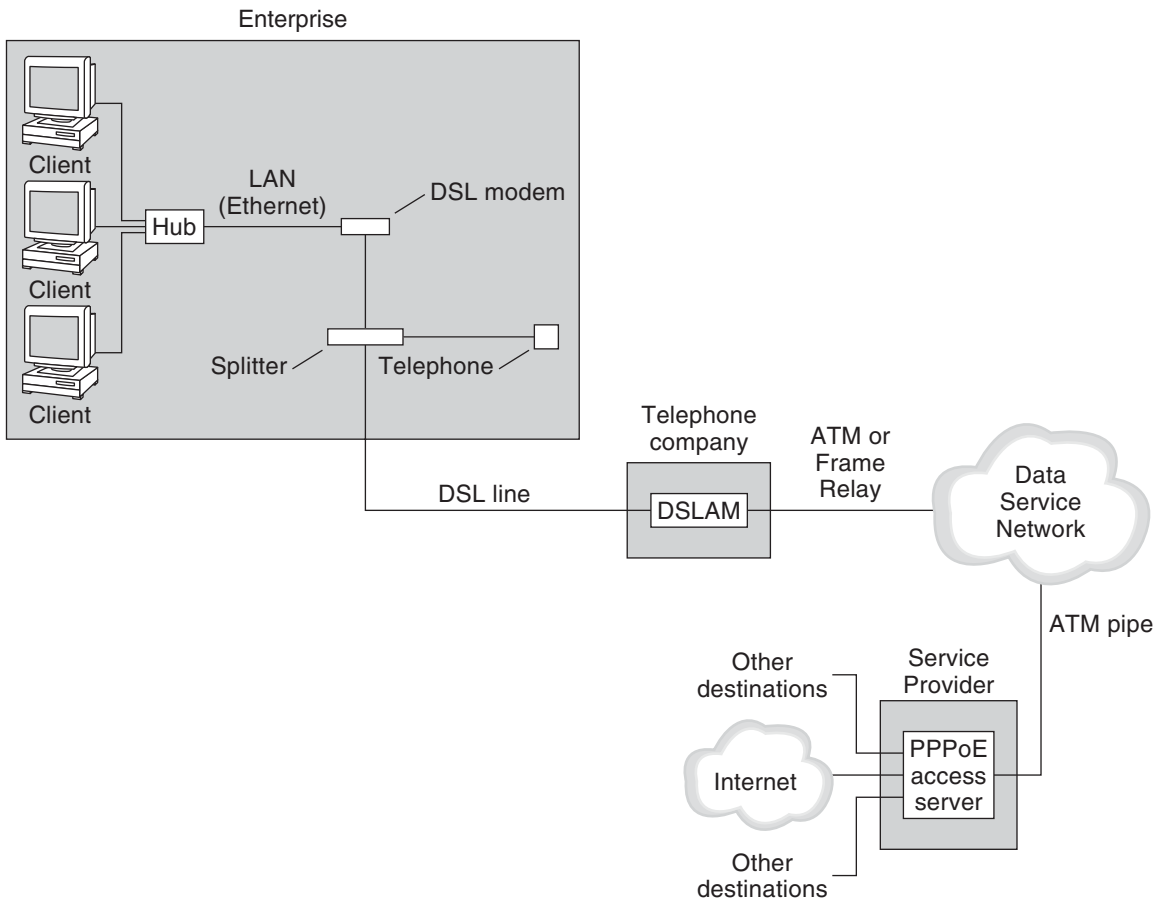 Enterprise
Client
Client
Client
Hub
LAN
(Ethernet)
DSL modem
Splitter
Telephone
DSL line
Telephone
company
DSLAM
ATM or
Frame
Relay
Data
Service
Network
ATM pipe
Service
Provider
PPPoE
access
server
Other
destinations
Internet
Other
destinations